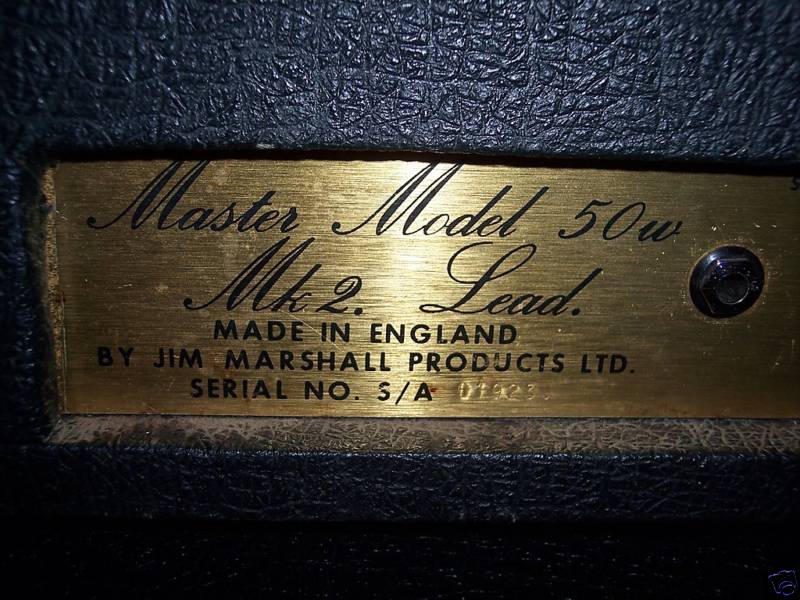 Master Model 50w
Mk2. Lead.
MADE IN ENGLAND
BY JIM MARSHALL PRODUCTS LTD.
SERIAL NO. S/A